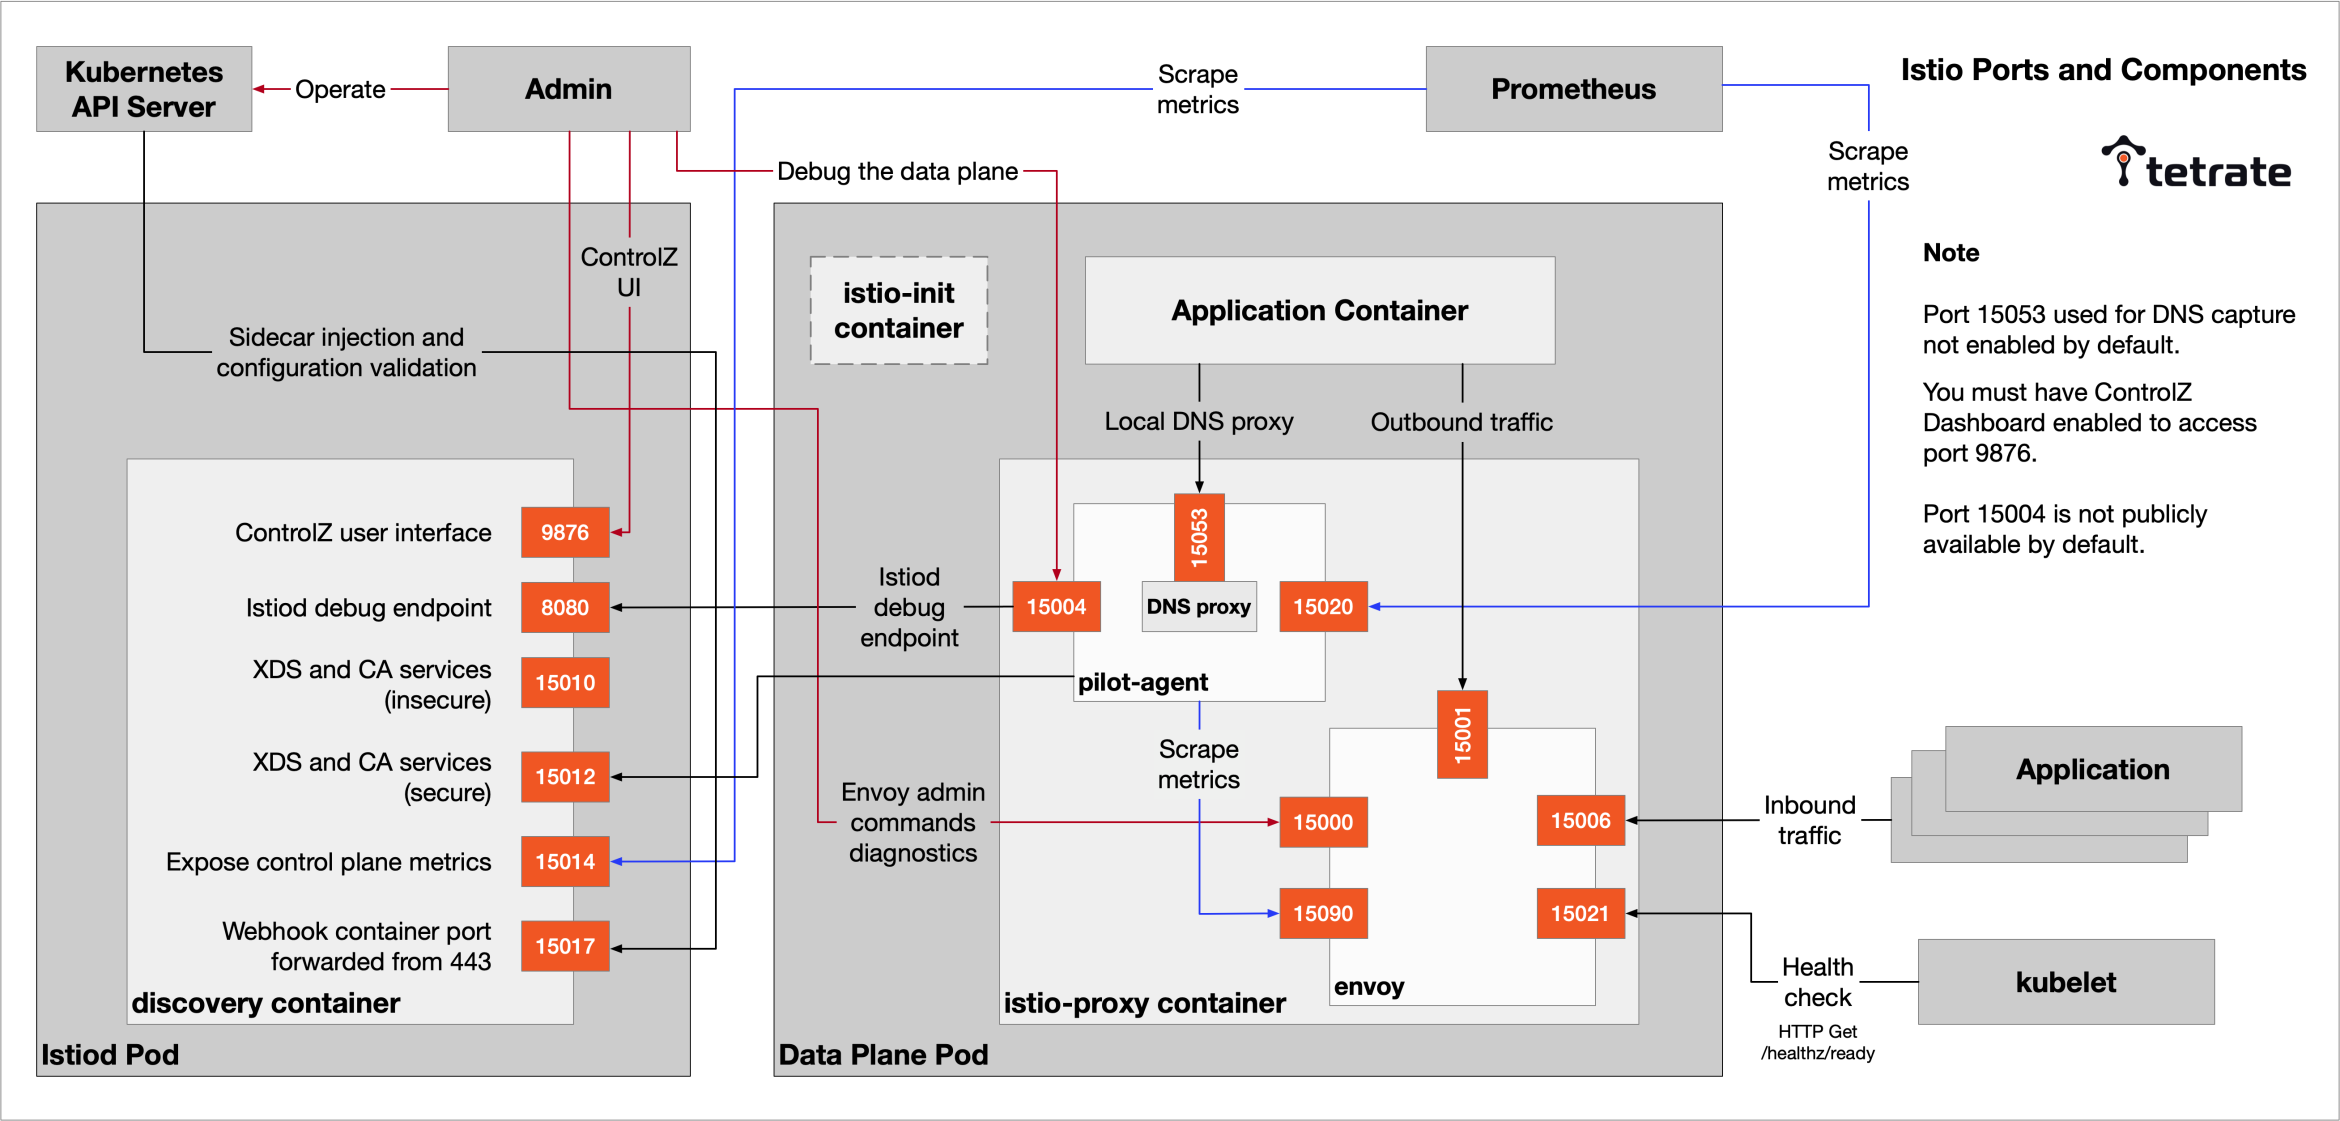 Kubernetes
API Server
Operate
Admin
Scrape
metrics
Prometheus
Istio Ports and Components
tetrate
Scrape
metrics
Debug the data plane
Note
Port 15053 used for DNS capture
not enabled by default.
You must have ControlZ
Dashboard enabled to access
port 9876.
Port 15004 is not publicly
available by default.
ControlZ
UI
Sidecar injection and
configuration validation
ControlZ user interface
9876
Istiod debug endpoint
8080
XDS and CA services
(insecure)
15010
XDS and CA services
(secure)
15012
Expose control plane metrics
15014
Webhook container port
forwarded from 443
15017
discovery container
Istiod Pod
istio-init
container
Application Container
Local DNS proxy
Outbound traffic
15053
Istiod
debug
endpoint
15004
DNS proxy
15020
pilot-agent
Scrape
metrics
15001
Envoy admin
commands
diagnostics
15000
15006
15090
15021
envoy
istio-proxy container
Data Plane Pod
Inbound
traffic
Application
Health
check
HTTP Get
/healthz/ready
kubelet